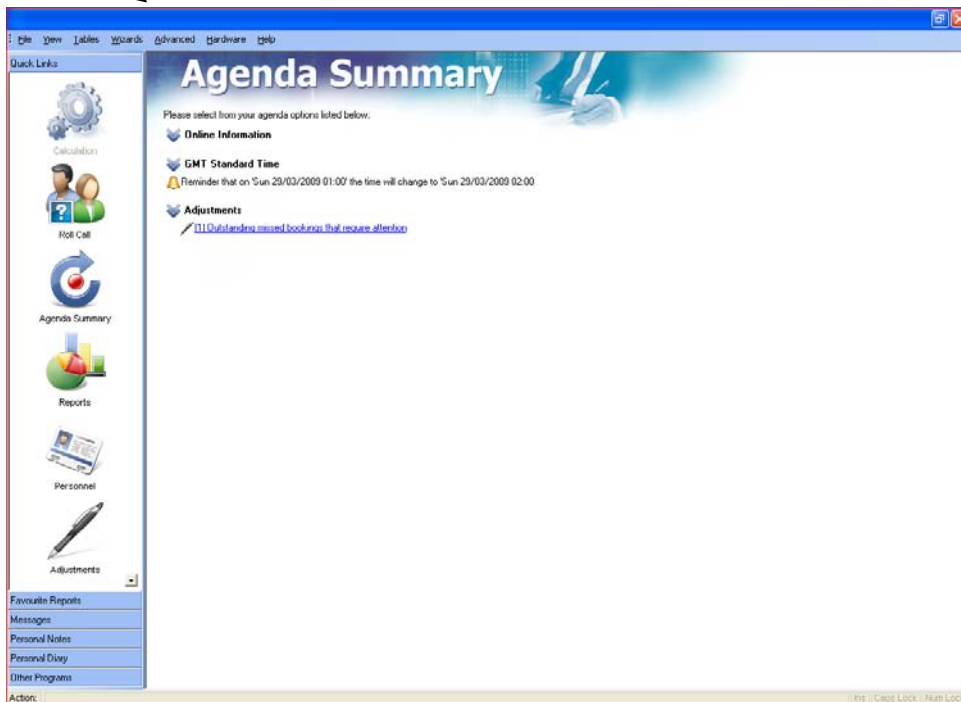 File View Tables Wizards Advanced Hardware Help
Quick Links
Calculation
Roll Call
Agenda Summary
Reports
Personnel
Adjustments
Favourite Reports
Messages
Personal Notes
Personal Diary
Other Programs
Agenda Summary
Please select from your agenda options listed below.
Online Information
GMT Standard Time
Reminder that on 'Sun 29/03/2009 01:00' the time will change to 'Sun 29/03/2009 02:00
Adjustments
[1] Outstanding missed bookings that require attention
Action:
Ins Caps Lock Num Loc